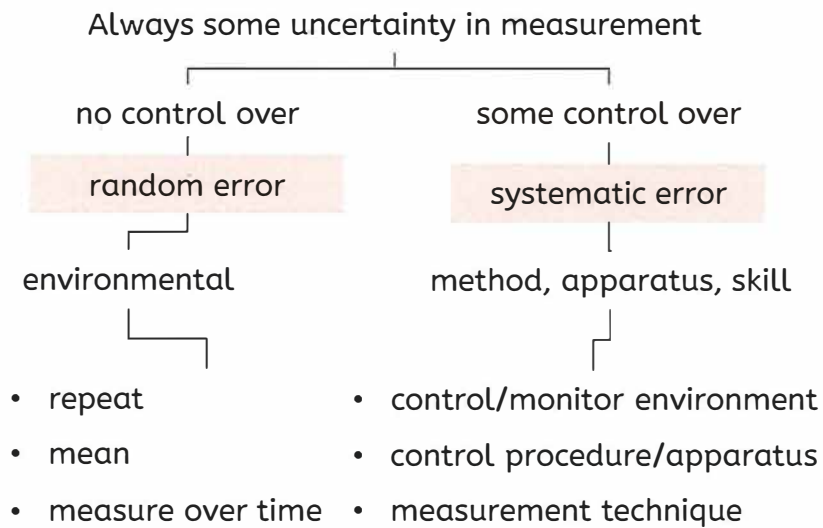 Always some uncertainty in measurement
no control over
some control over
random error
systematic error
environmental
method, apparatus, skill
• repeat
• mean
• measure over time
• control/monitor environment
• control procedure/apparatus
• measurement technique